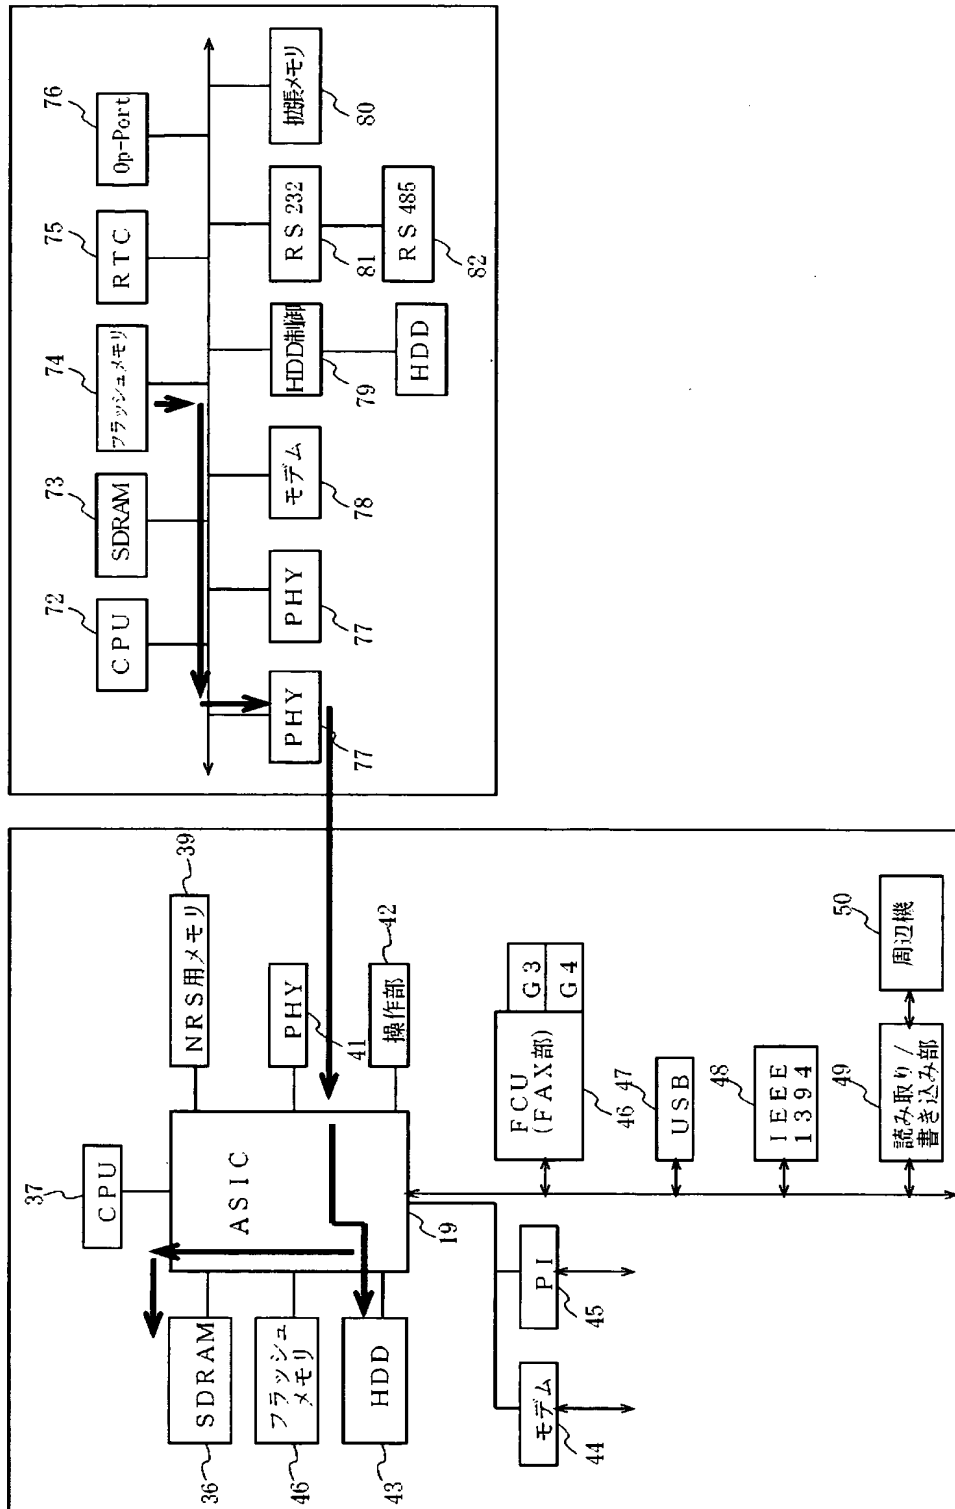 37
CPU
39
NRS用メモリ
36
SDRAM
ASIC
PHY
41
46
フラッシュ
メモリ
42
操作部
43
HDD
19
44
モデム
45
PI
FCU
(FAX部)
G3
G4
46
47
USB
48
IEEE
1394
49
読み取り/
書き込み部
50
周辺機
72
CPU
73
SDRAM
74
フラッシュメモリ
75
RTC
76
Op-Port
PHY
77
PHY
77
モデム
78
HDD制御
79
HDD
RS232
81
RS485
82
拡張メモリ
80